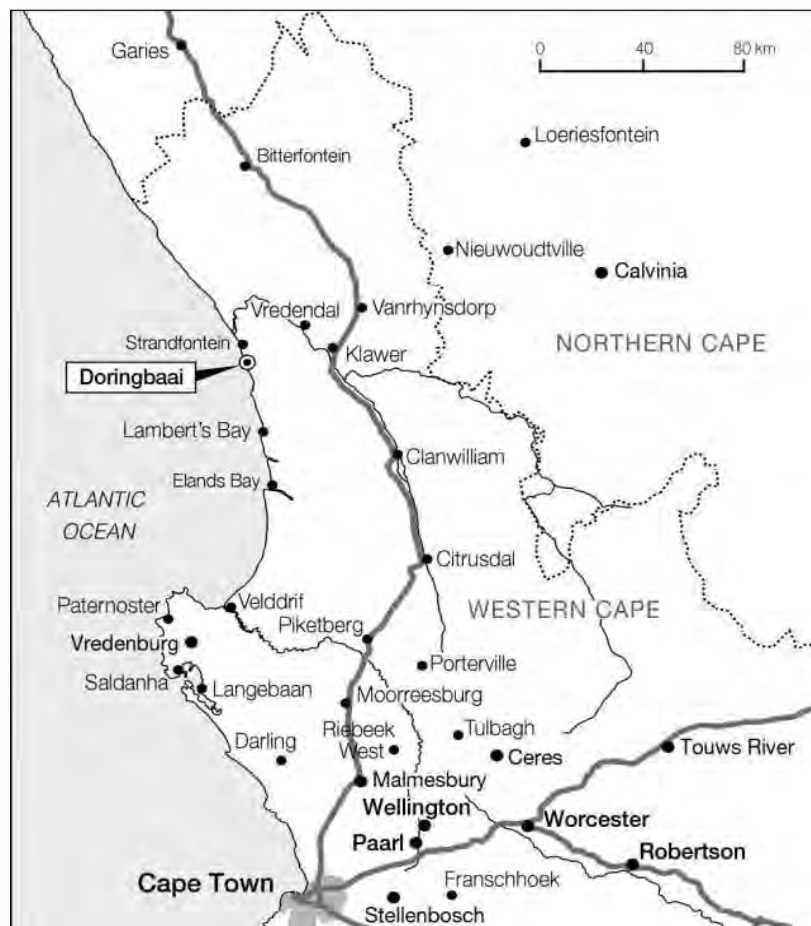 0 40 80 km
Garies
Loeriesfontein
Bitterfontein
Nieuwoudtville
Calvinia
Vredendal
Vanrhynsdorp
Strandfontein
Klawer
NORTHERN CAPE
Doringbaai
Lambert's Bay
Clanwilliam
Elands Bay
ATLANTIC
OCEAN
Citrusdal
Paternoster
Velddrif
WESTERN CAPE
Piketberg
Vredenburg
Porterville
Saldanha
Langebaan
Moorreesburg
Darling
Riebeek
West
Tulbagh
Ceres
Touws River
Malmesbury
Wellington
Worcester
Paarl
Robertson
Cape Town
Franschhoek
Stellenbosch